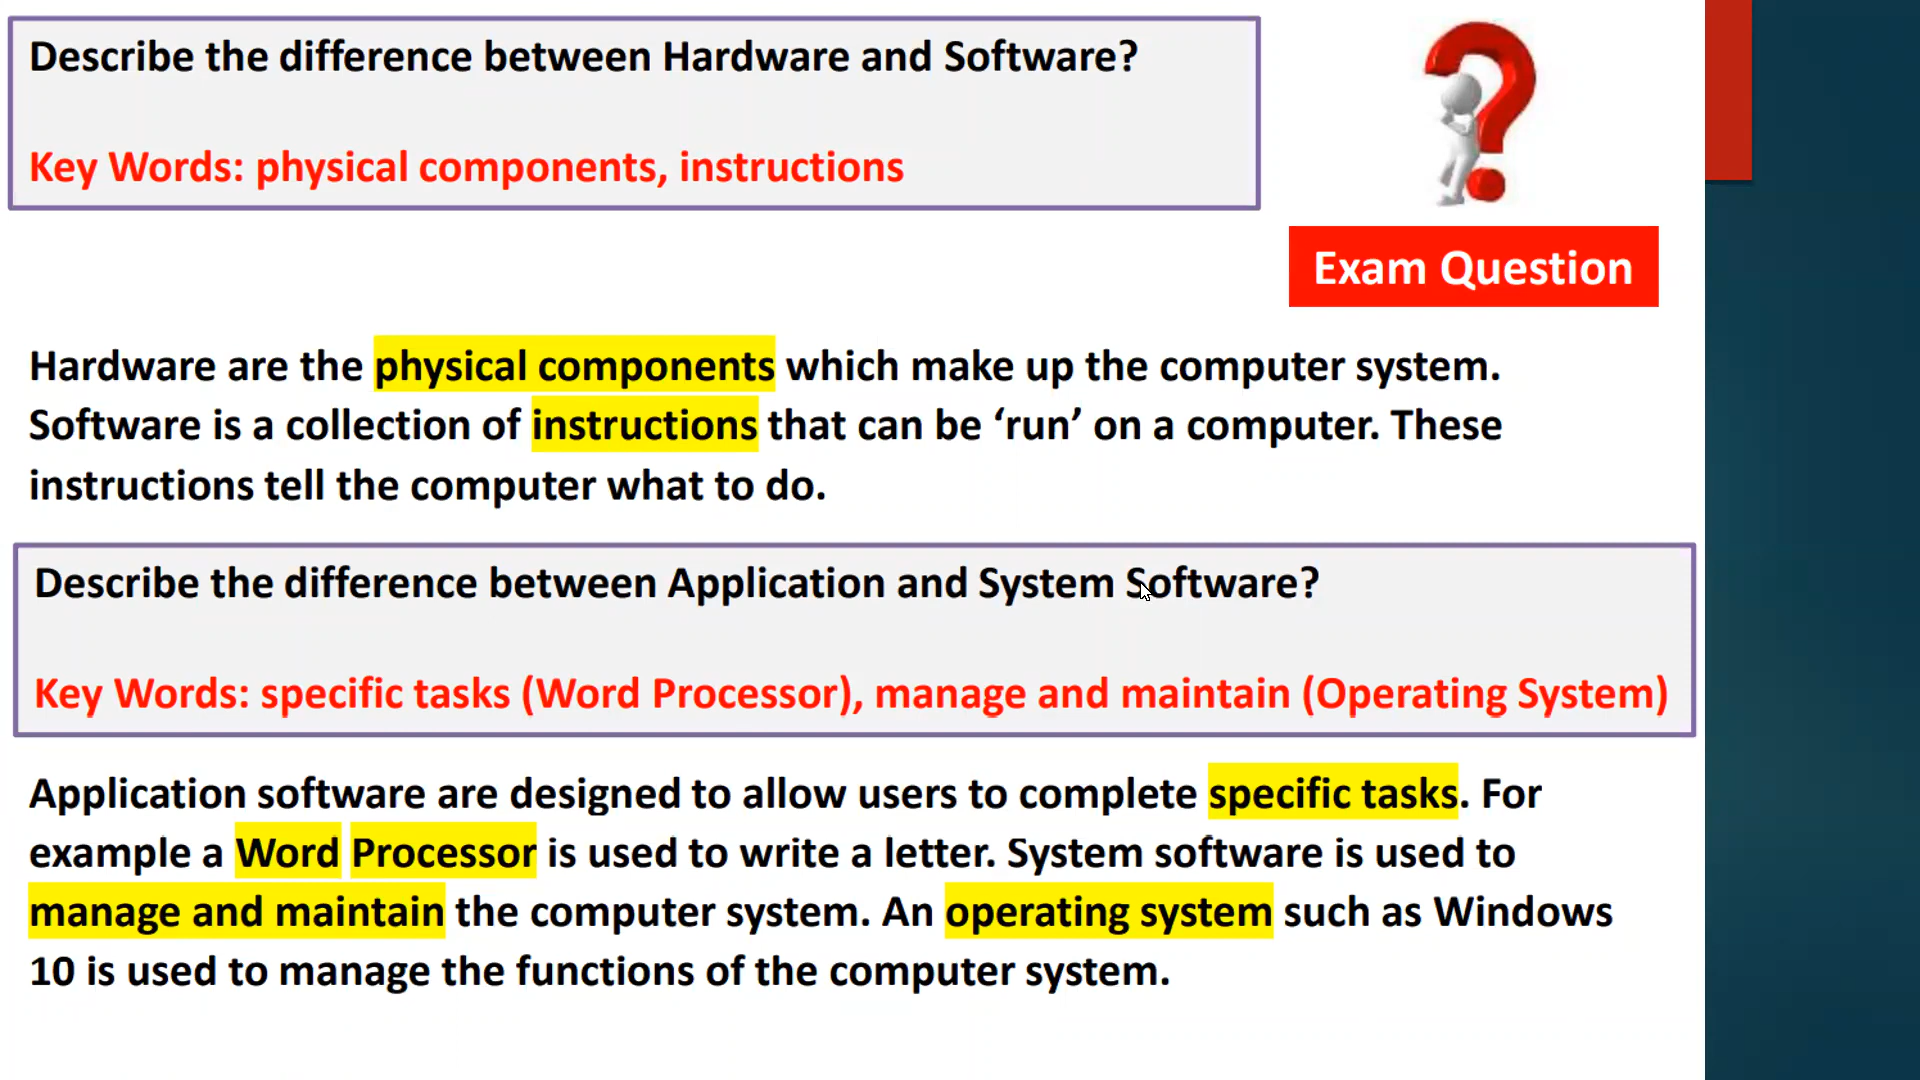 Describe the difference between Hardware and Software?
Key Words: physical components, instructions
Exam Question
Hardware are the physical components which make up the computer system.
Software is a collection of instructions that can be ‘run’ on a computer. These
instructions tell the computer what to do.
Describe the difference between Application and System Software?
Key Words: specific tasks (Word Processor), manage and maintain (Operating System)
Application software are designed to allow users to complete specific tasks. For
example a Word Processor is used to write a letter. System software is used to
manage and maintain the computer system. An operating system such as Windows
10 is used to manage the functions of the computer system.